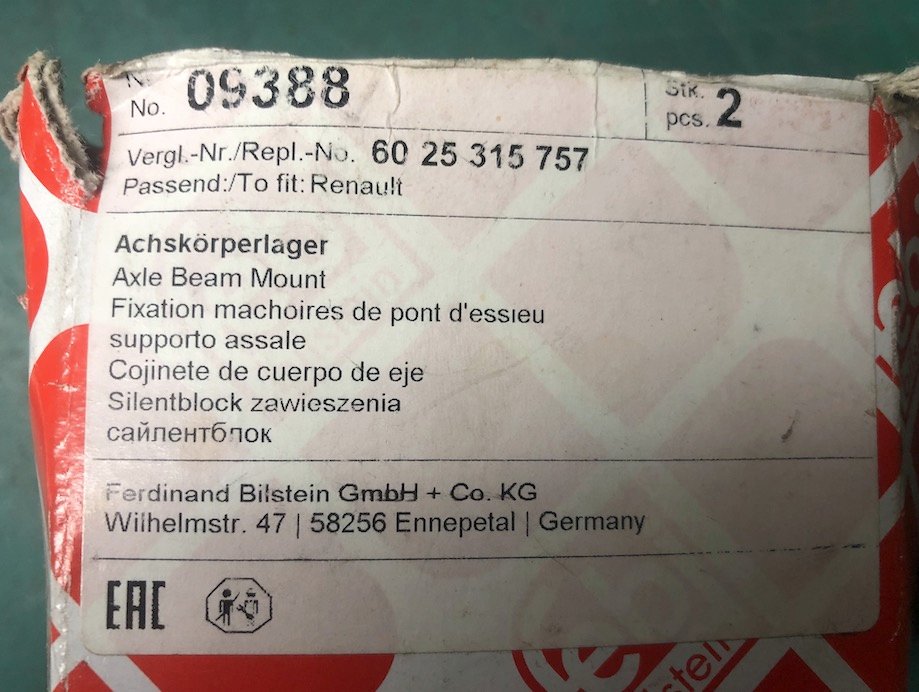 Nr.
No. 09388
Stk.
pcs. 2
Vergl.-Nr./Repl.-No. 60 25 315 757
Passend:/To fit: Renault
Achskörperlager
Axle Beam Mount
Fixation machoires de pont d'essieu
supporto assale
Cojinete de cuerpo de eje
Silentblock zawieszenia
сайлентблок
Ferdinand Bilstein GmbH + Co. KG
Wilhelmstr. 47 | 58256 Ennepetal | Germany
EAC